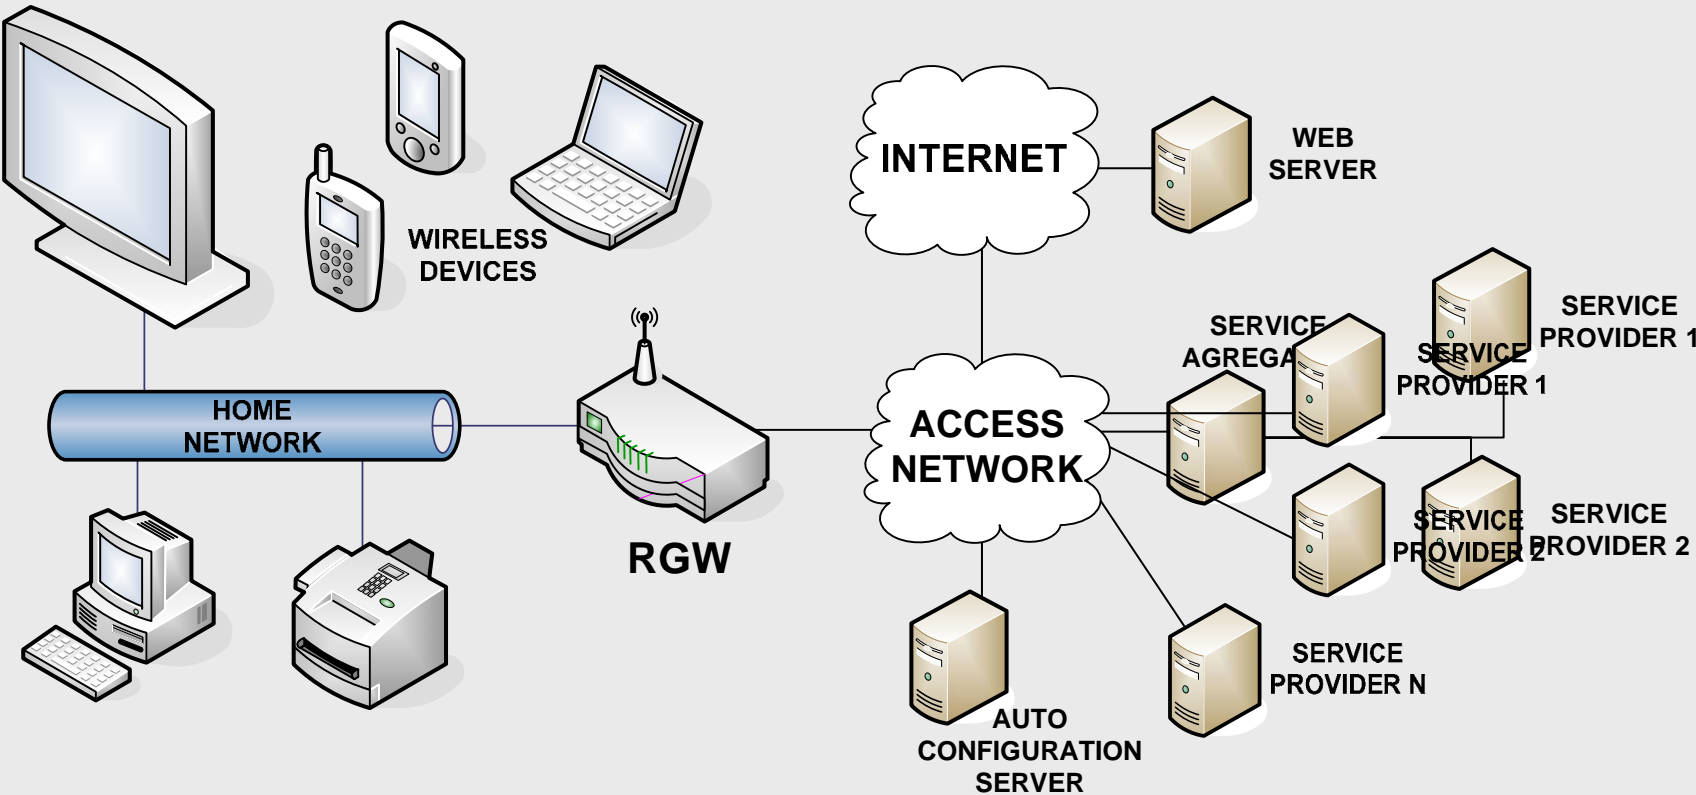 INTERNET
WEB
SERVER
WIRELESS
DEVICES
SERVICE
PROVIDER 1
SERVICE
SERVICE
PROVIDER 1
HOME
NETWORK
ACCESS
NETWORK
SERVICE
PROVIDER 2
SERVICE
PROVIDER 2
RGW
SERVICE
PROVIDER N
AUTO
CONFIGURATION
SERVER